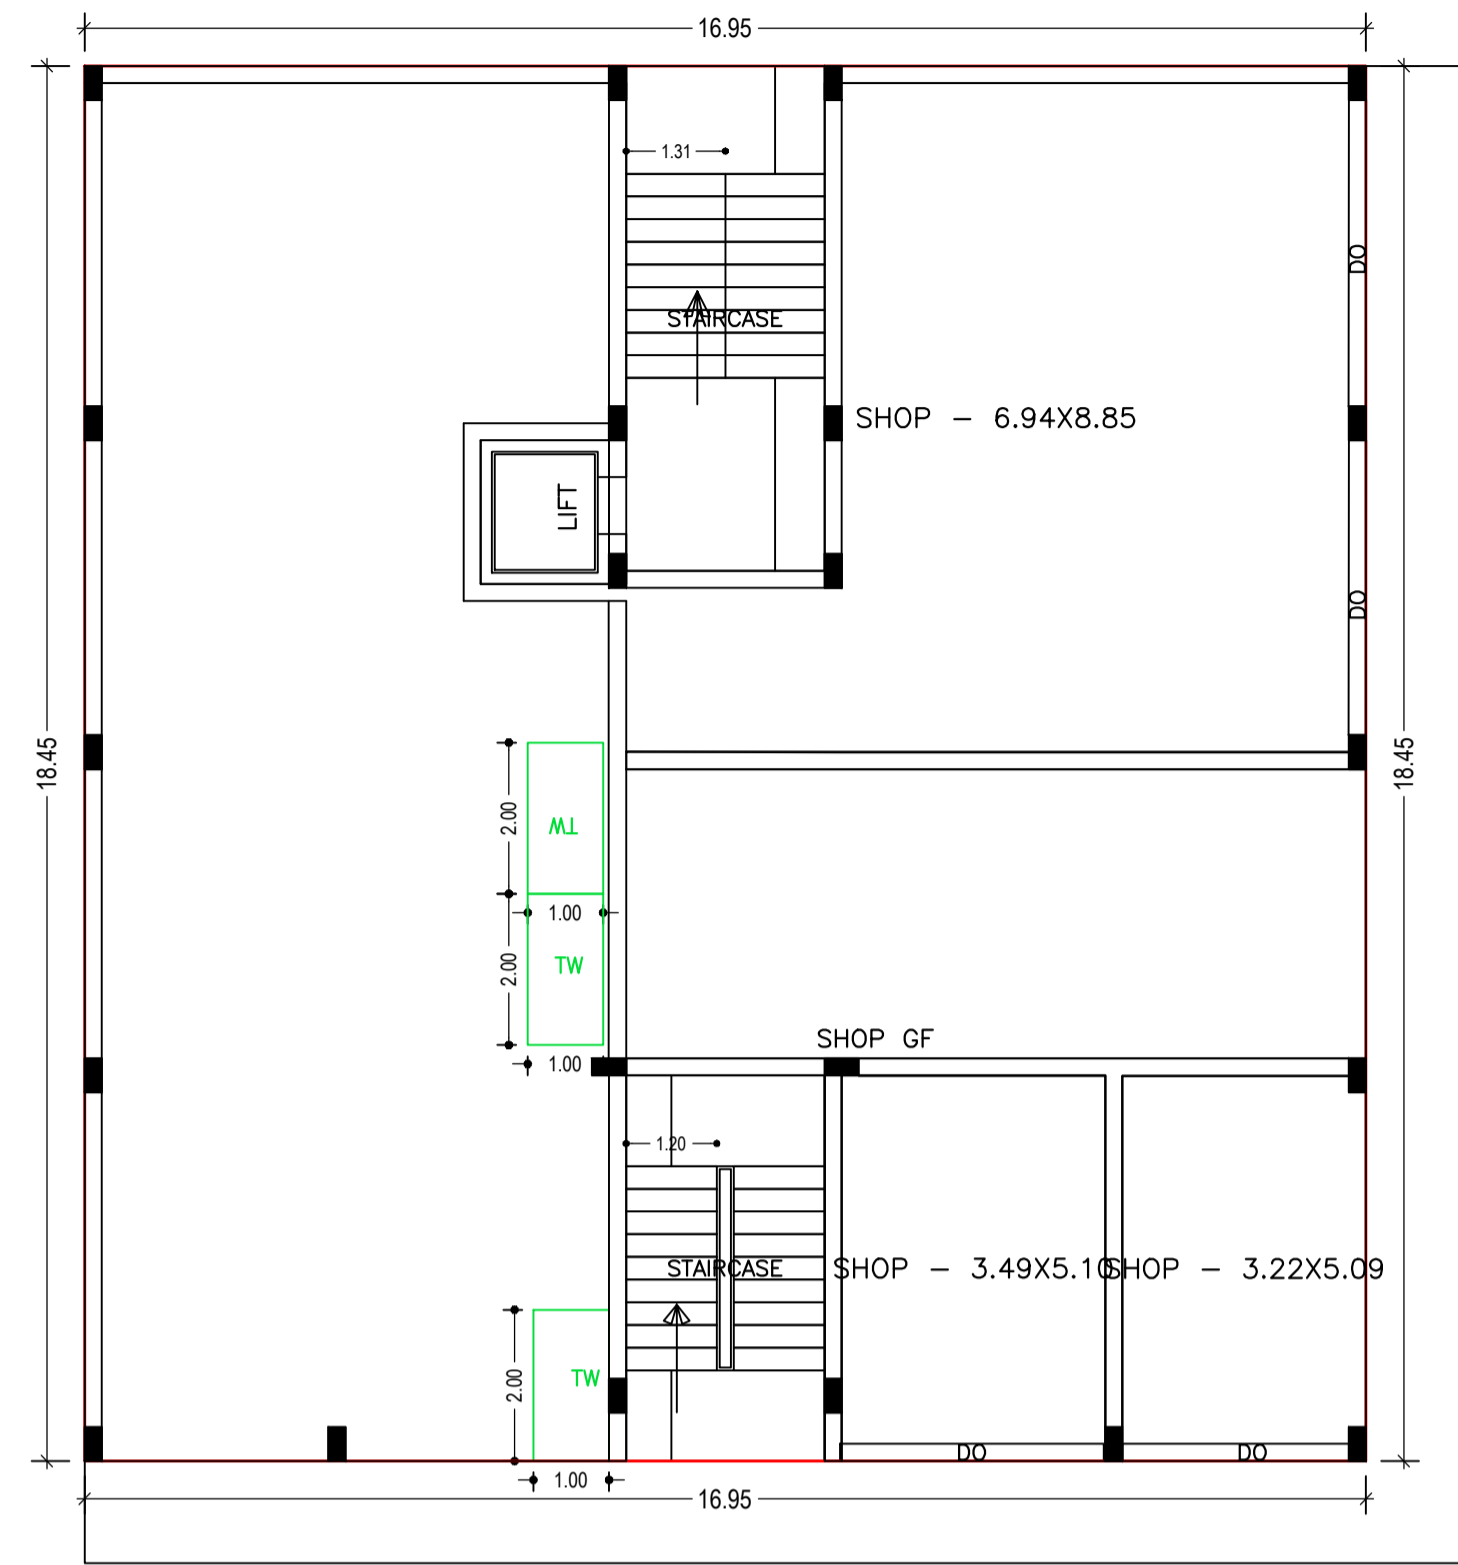 16.95
1.31
DO
STAIRCASE
SHOP - 6.94X8.85
LIFT
DO
18.45
18.45
2.00
TW
1.00
2.00
TW
SHOP GF
1.00
1.20
STAIRCASE
SHOP - 3.49X5.10
SHOP - 3.22X5.09
2.00
TW
DO
DO
1.00
16.95